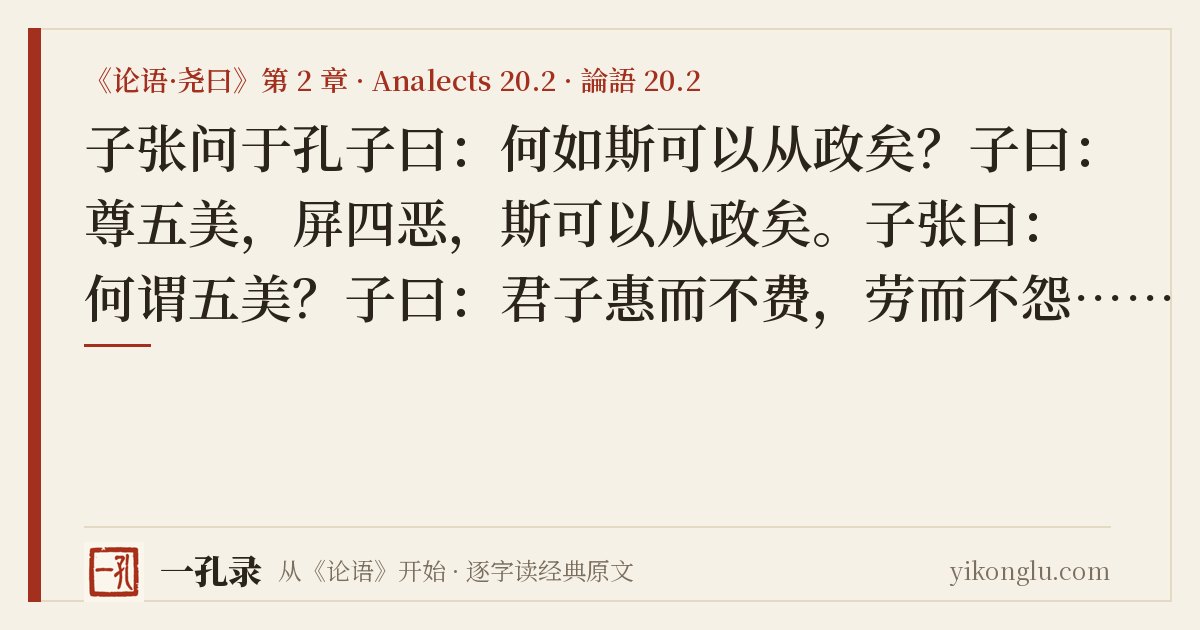 《论语·尧曰》第 2 章 · Analects 20.2 · 論語 20.2
子张问于孔子曰：何如斯可以从政矣？子曰：
尊五美，屏四恶，斯可以从政矣。子张曰：
何谓五美？子曰：君子惠而不费，劳而不怨……
一孔
一孔录 从《论语》开始 · 逐字读经典原文 yikonglu.com